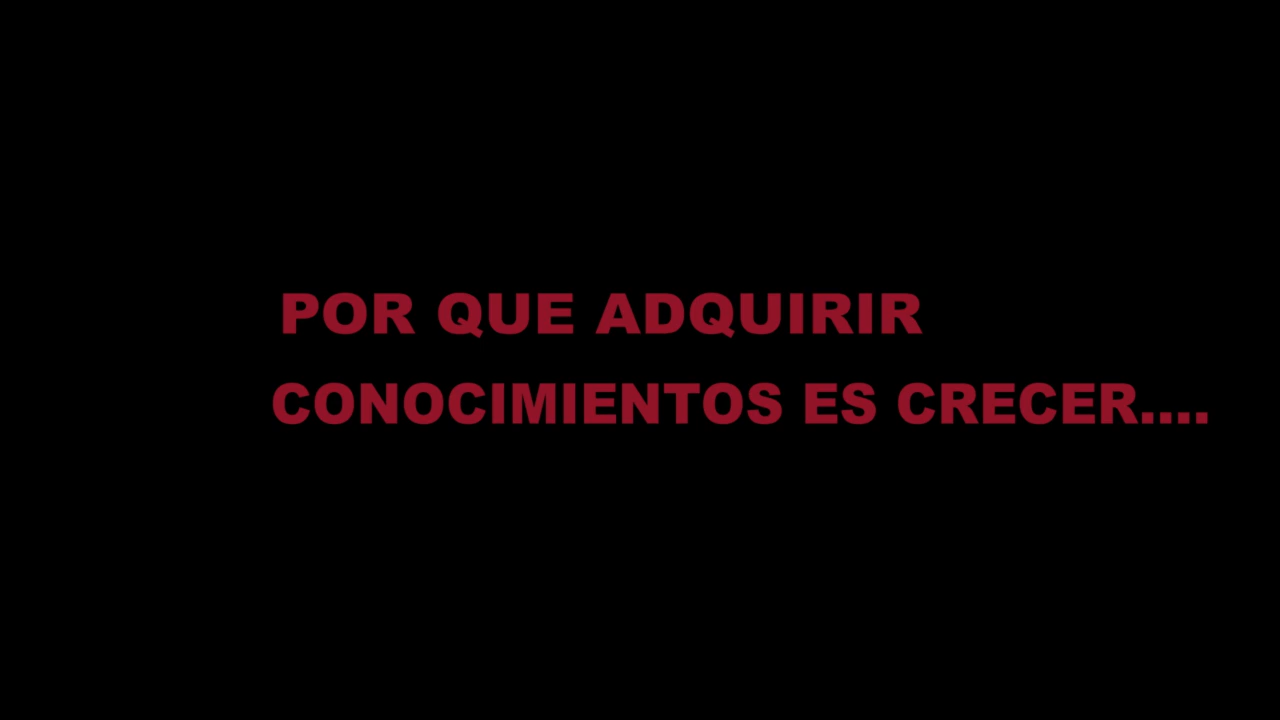 POR QUE ADQUIRIR
CONOCIMIENTOS ES CRECER....